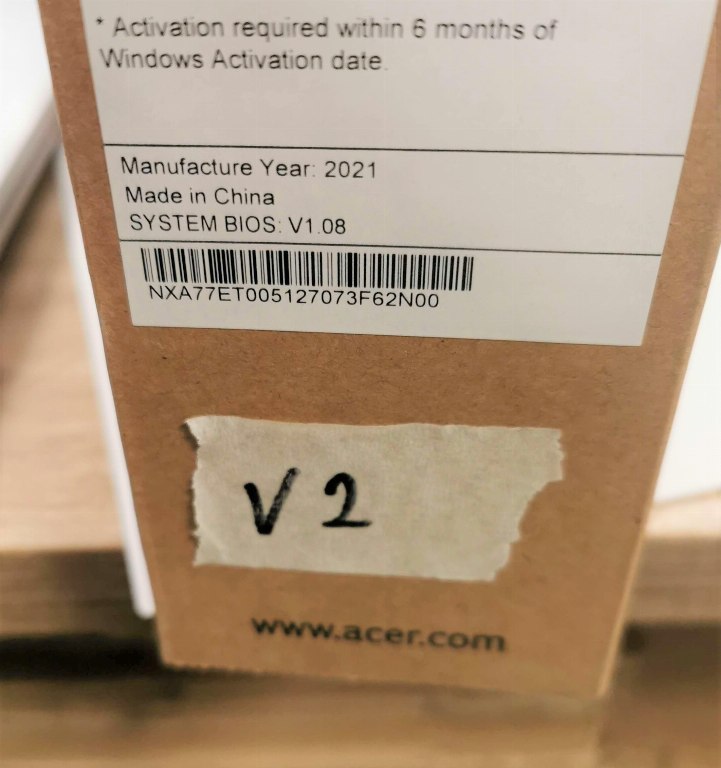 * Activation required within 6 months of
Windows Activation date.
Manufacture Year: 2021
Made in China
SYSTEM BIOS: V1.08
NXA77ET005127073F62N00
V2
www.acer.com